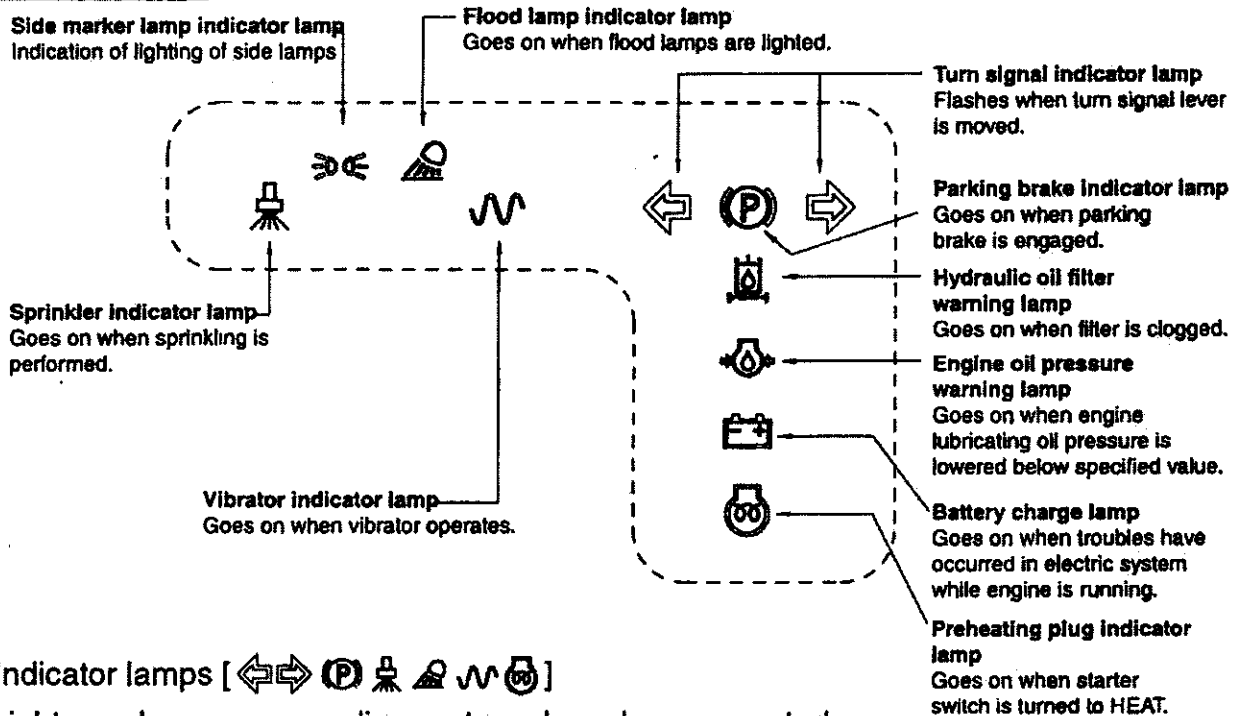 Side marker lamp indicator lamp
Indication of lighting of side lamps
Flood lamp indicator lamp
Goes on when flood lamps are lighted.
Turn signal indicator lamp
Flashes when turn signal lever
is moved.
Parking brake indicator lamp
Goes on when parking
brake is engaged.
Hydraulic oil filter
warning lamp
Goes on when filter is clogged.
Engine oil pressure
warning lamp
Goes on when engine
lubricating oil pressure is
lowered below specified value.
Battery charge lamp
Goes on when troubles have
occurred in electric system
while engine is running.
Preheating plug indicator
lamp
Goes on when starter
switch is turned to HEAT.
Sprinkler indicator lamp
Goes on when sprinkling is
performed.
Vibrator indicator lamp
Goes on when vibrator operates.
P
- +
ndicator lamps [ P ]